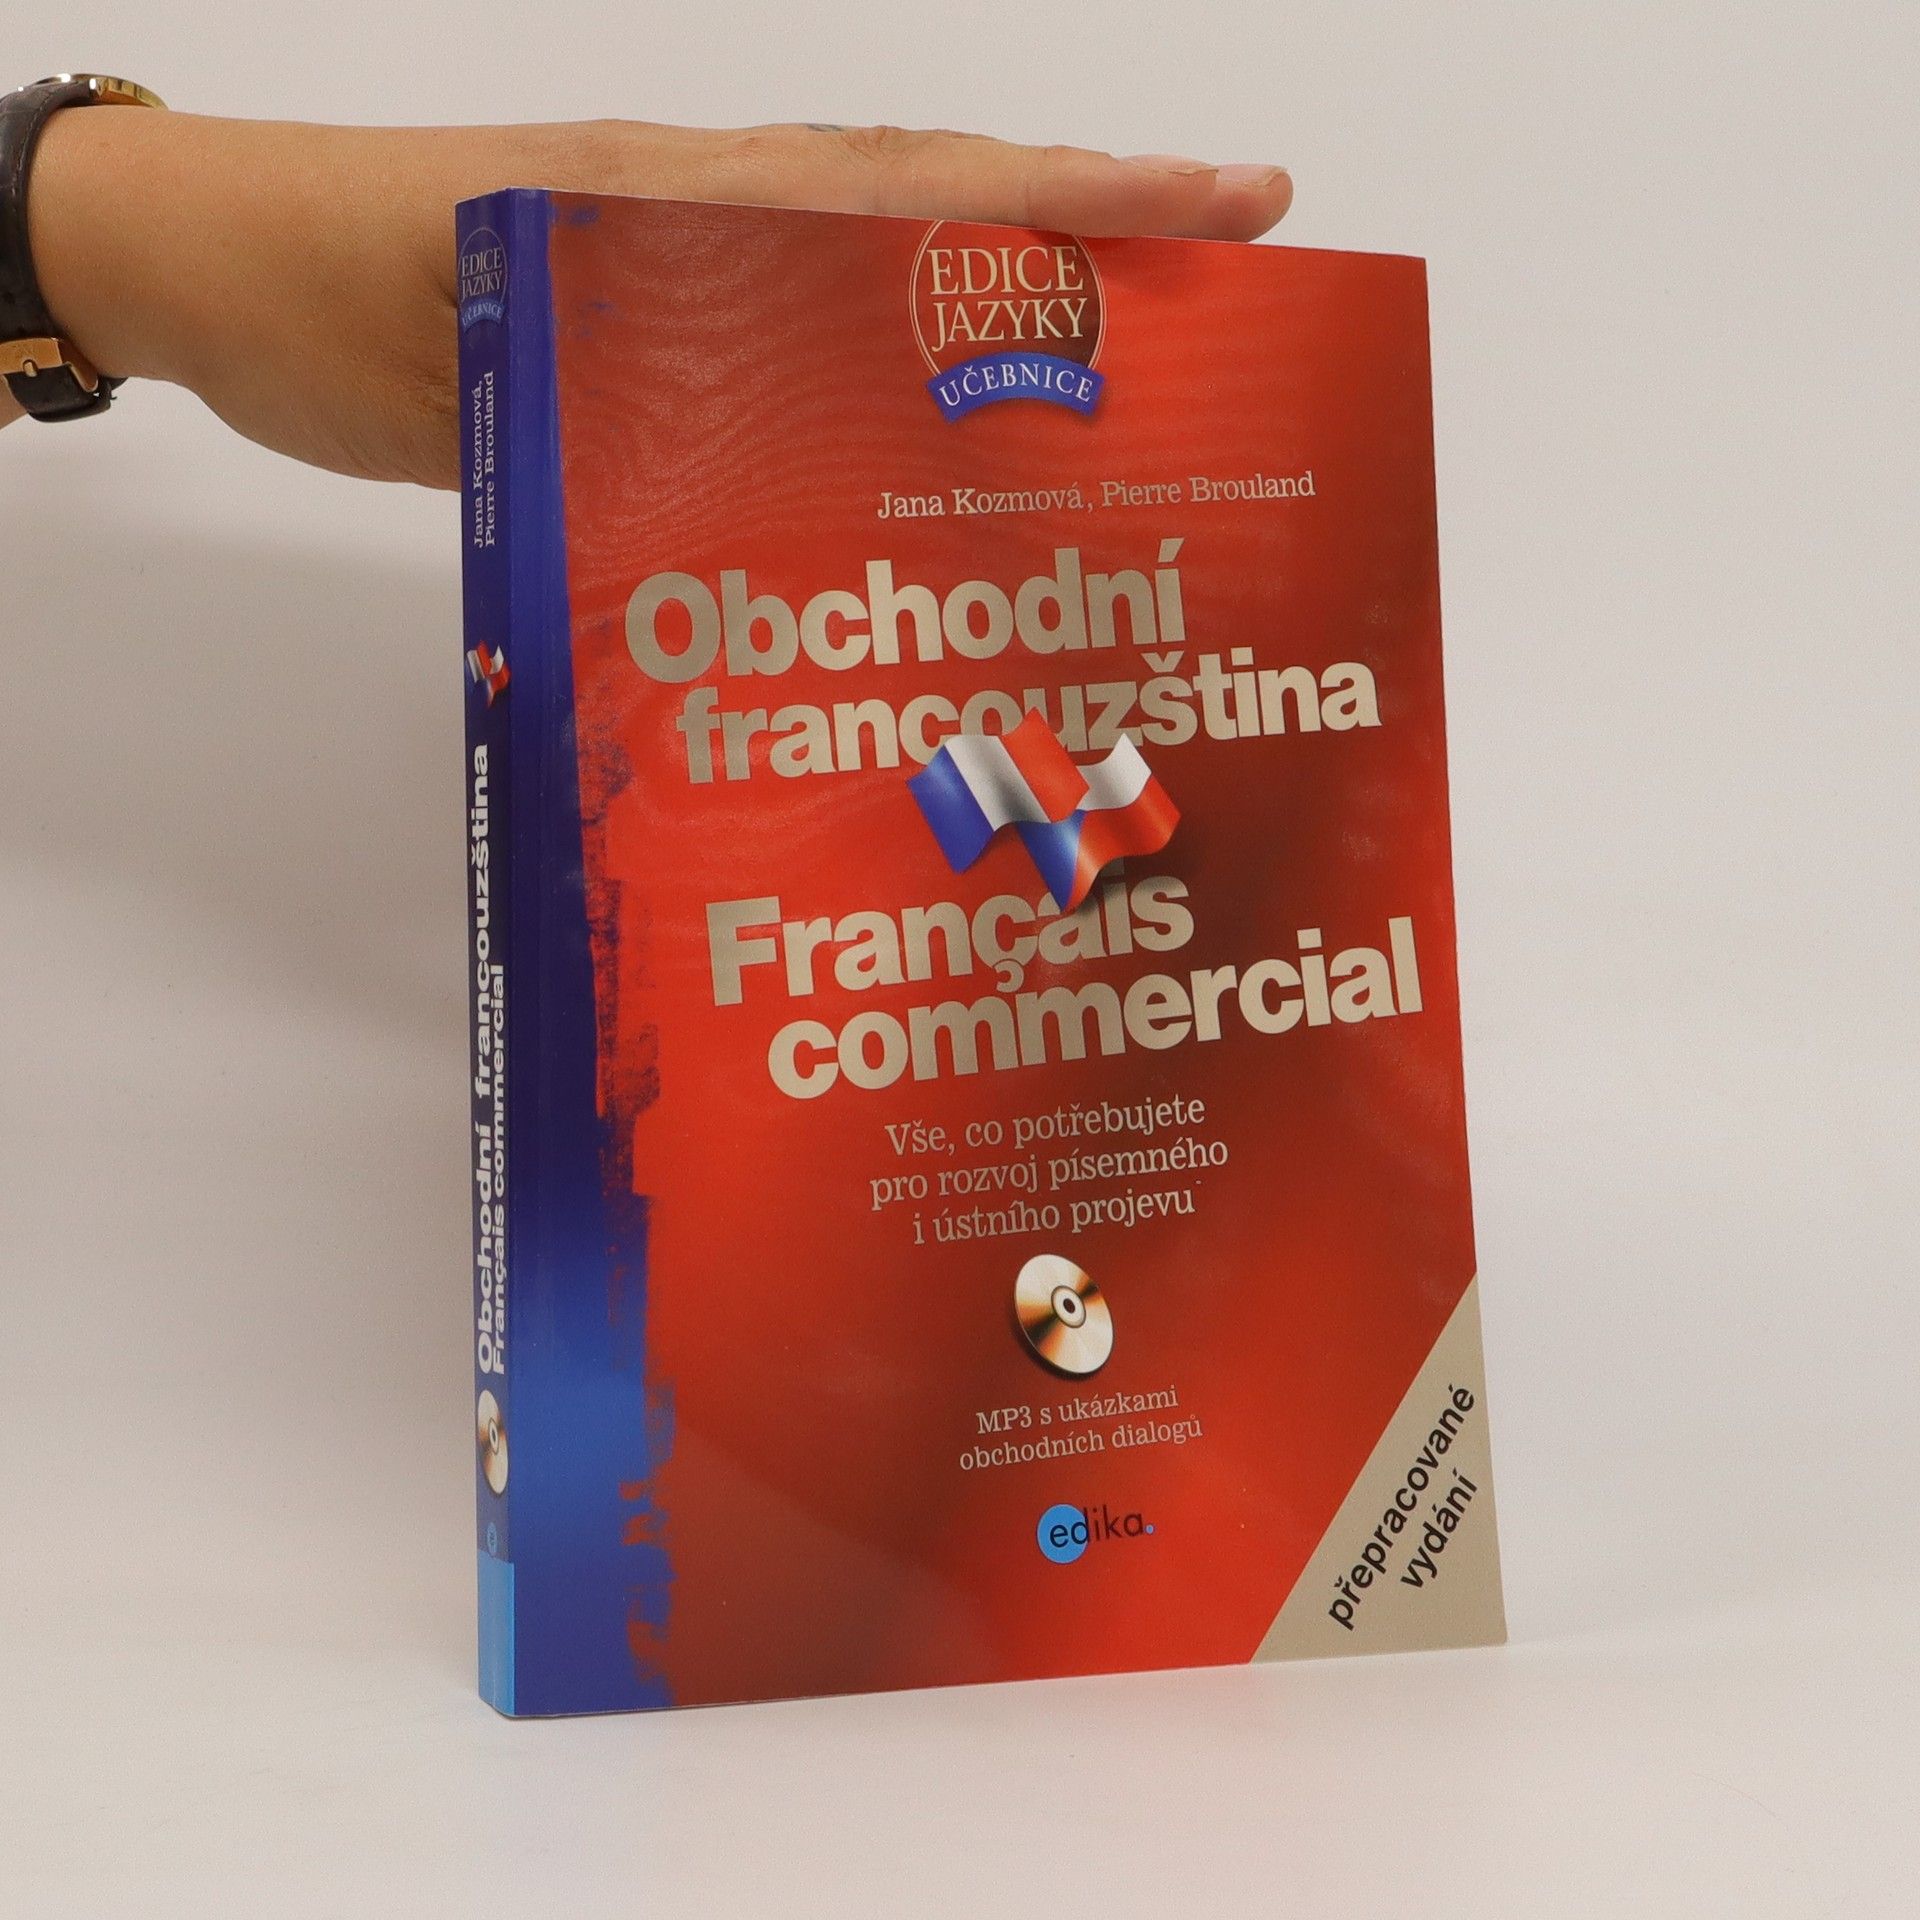 EDICE
JAZYKY
UČEBNICE
Jana Kozmová, Pierre Brouland
Obchodní
francouzština
Français
commercial
Vše, co potřebujete
pro rozvoj písemného
i ústního projevu
MP3 s ukázkami
obchodních dialogů
edika.
přepracované
vydání
EDICE
JAZYKY
UČEBNICE
Jana Kozmová,
Pierre Brouland
Obchodní francouzština
Français commercial
e